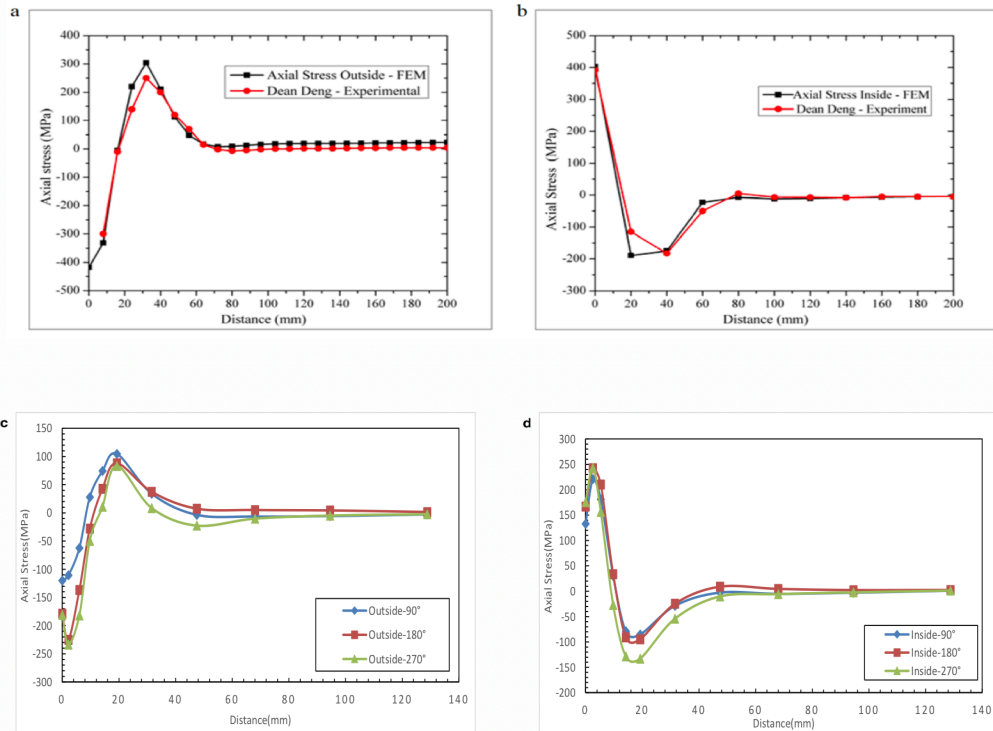 a
400
300
200
100
0
-100
-200
-300
-400
-500
Axial stress (MPa)
Axial Stress Outside - FEM
Dean Deng - Experimental
0 20 40 60 80 100 120 140 160 180 200
Distance (mm)
b
500
400
300
200
100
0
-100
-200
-300
Axial Stress (MPa)
Axial Stress Inside - FEM
Dean Deng - Experiment
0 20 40 60 80 100 120 140 160 180 200
Distance (mm)
c
150
100
50
0
-50
-100
-150
-200
-250
-300
Axial Stress(MPa)
Outside-90°
Outside-180°
Outside-270°
0 20 40 60 80 100 120 140
Distance(mm)
d
300
250
200
150
100
50
0
-50
-100
-150
-200
Axial Stress(MPa)
Inside-90°
Inside-180°
Inside-270°
0 20 40 60 80 100 120 140
Distance(mm)